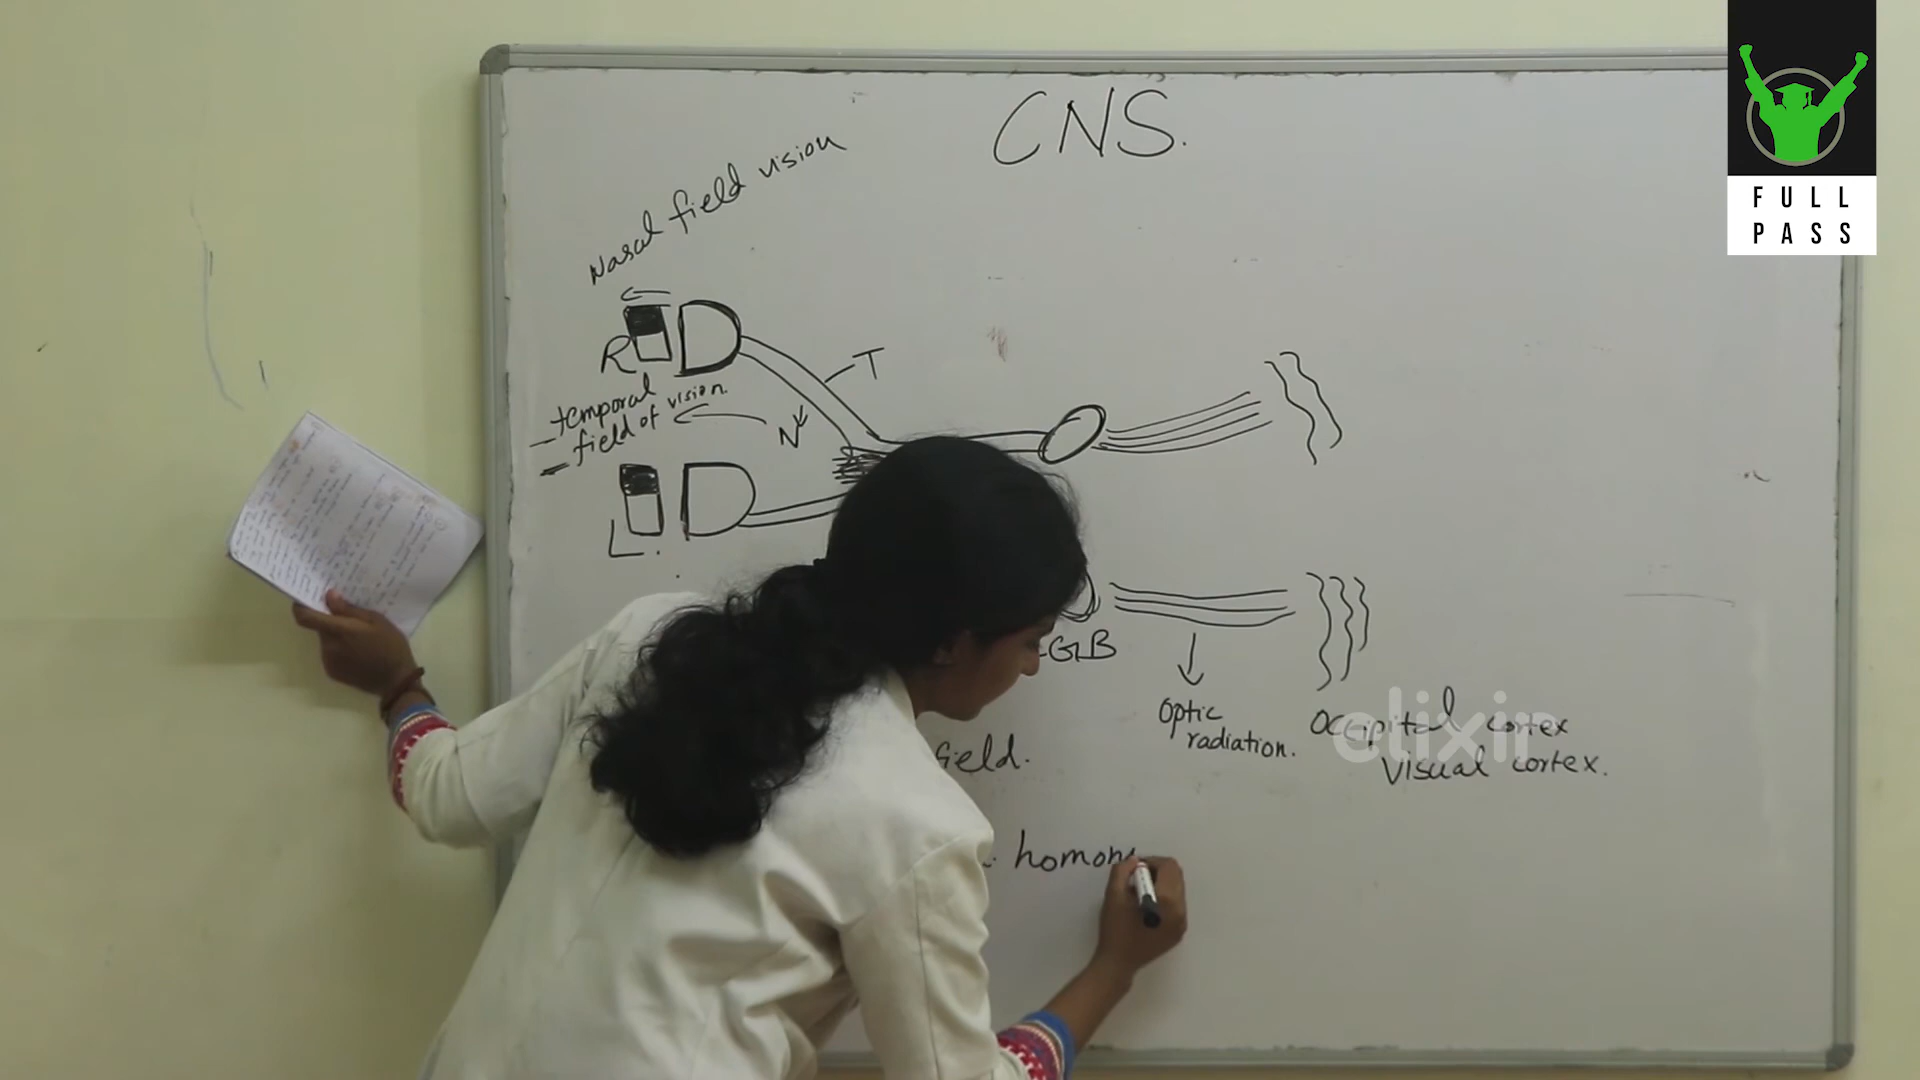 CNS.
Nasal field vision
R
T
temporal
field of vision.
N
L.
GB
Optic
radiation.
Occipital cortex
Visual cortex.
field.
homon
elixir
FULL
PASS